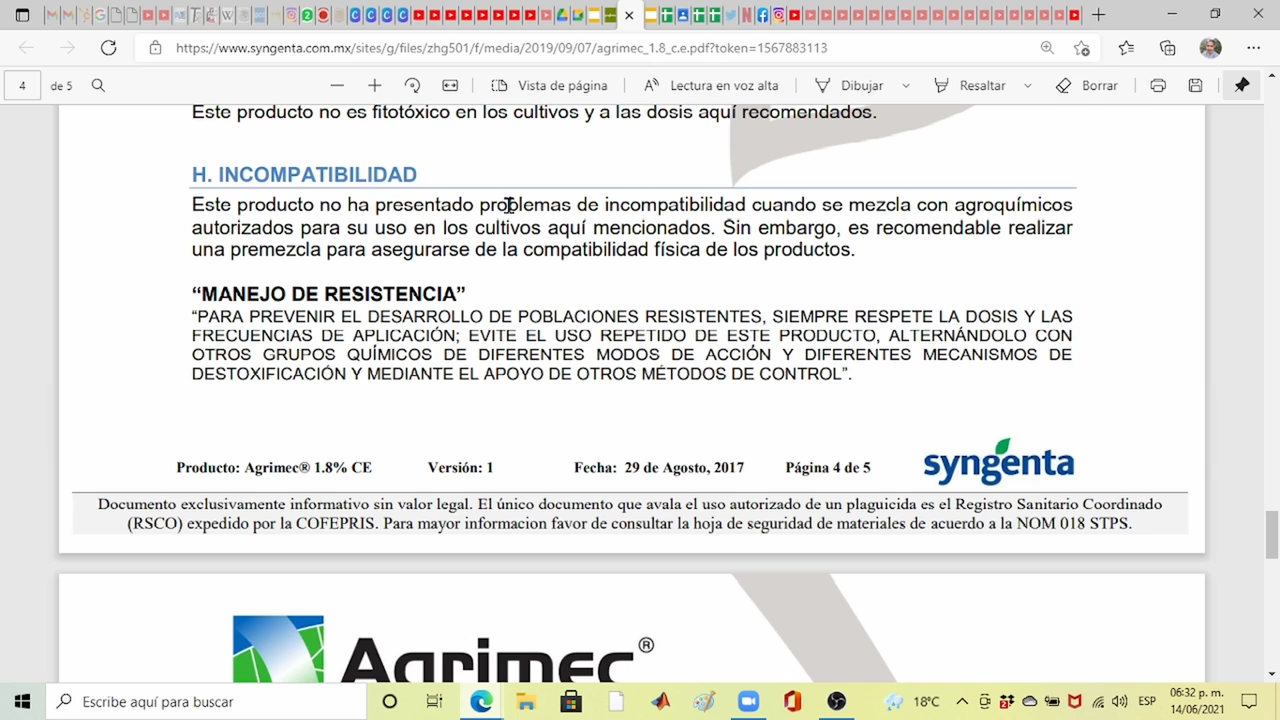 https://www.syngenta.com.mx/sites/g/files/zhg501/f/media/2019/09/07/agrimec_1.8_c.e.pdf?token=1567883113
4 de 5
Vista de página
Lectura en voz alta
Dibujar
Resaltar
Borrar
Este producto no es fitotóxico en los cultivos y a las dosis aquí recomendados.
H. INCOMPATIBILIDAD
Este producto no ha presentado problemas de incompatibilidad cuando se mezcla con agroquímicos
autorizados para su uso en los cultivos aquí mencionados. Sin embargo, es recomendable realizar
una premezcla para asegurarse de la compatibilidad física de los productos.
“MANEJO DE RESISTENCIA”
“PARA PREVENIR EL DESARROLLO DE POBLACIONES RESISTENTES, SIEMPRE RESPETE LA DOSIS Y LAS
FRECUENCIAS DE APLICACIÓN; EVITE EL USO REPETIDO DE ESTE PRODUCTO, ALTERNÁNDOLO CON
OTROS GRUPOS QUÍMICOS DE DIFERENTES MODOS DE ACCIÓN Y DIFERENTES MECANISMOS DE
DESTOXIFICACIÓN Y MEDIANTE EL APOYO DE OTROS MÉTODOS DE CONTROL”.
Producto: Agrimec® 1.8% CE Versión: 1 Fecha: 29 de Agosto, 2017 Página 4 de 5
syngenta
Documento exclusivamente informativo sin valor legal. El único documento que avala el uso autorizado de un plaguicida es el Registro Sanitario Coordinado
(RSCO) expedido por la COFEPRIS. Para mayor informacion favor de consultar la hoja de seguridad de materiales de acuerdo a la NOM 018 STPS.
Agrimec®
Escribe aquí para buscar
18°C
ESP
06:32 p. m.
14/06/2021